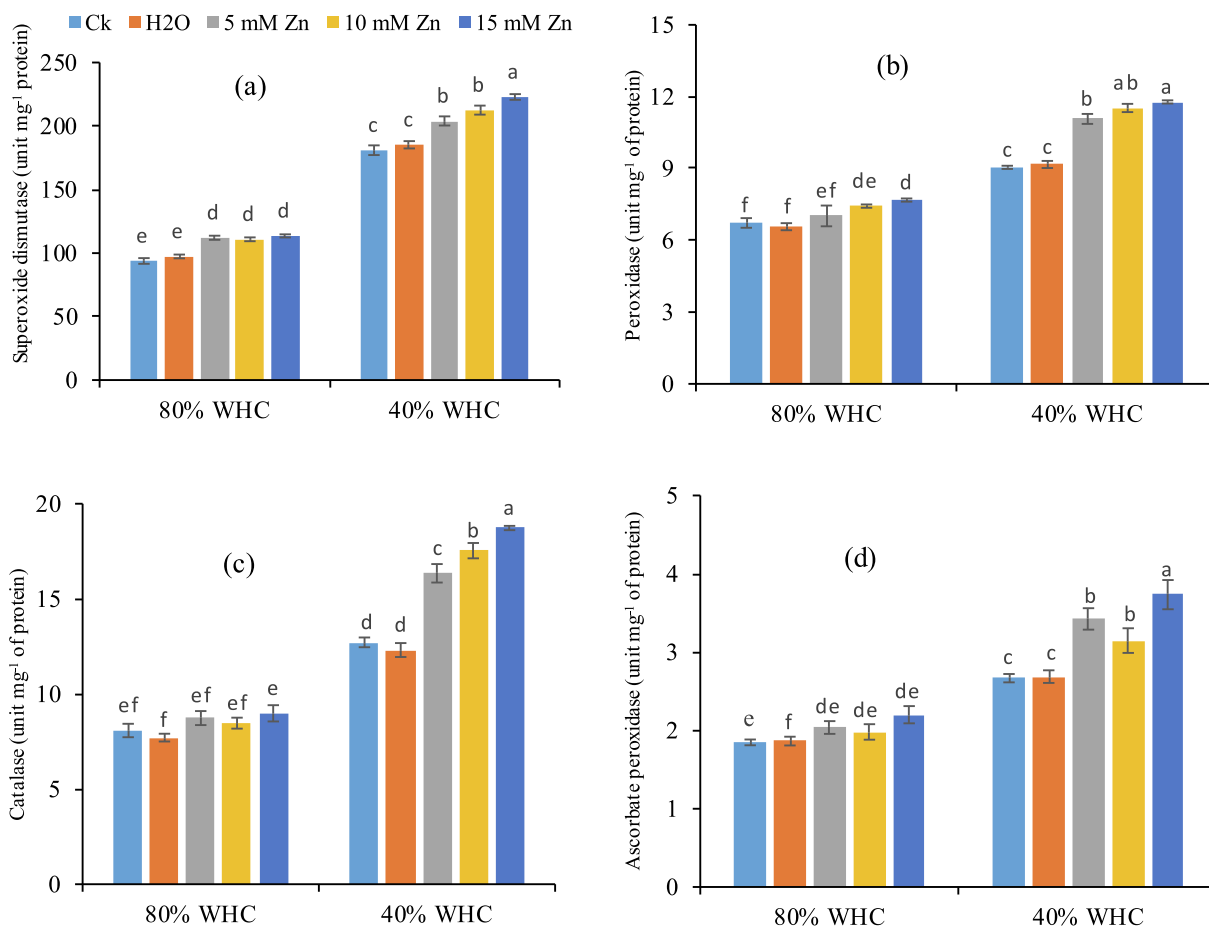 Ck H2O 5 mM Zn 10 mM Zn 15 mM Zn
Superoxide dismutase (unit mg-1 protein)
250
200
150
100
50
0
(a)
e e d d d c c b b a
80% WHC 40% WHC
Peroxidase (unit mg-1 of protein)
15
12
9
6
3
0
(b)
f f ef de d c c b ab a
80% WHC 40% WHC
Catalase (unit mg-1 of protein)
20
15
10
5
0
(c)
ef f ef ef e d d c b a
80% WHC 40% WHC
Ascorbate peroxidase (unit mg-1 of protein)
5
4
3
2
1
0
(d)
e f de de de c c b b a
80% WHC 40% WHC